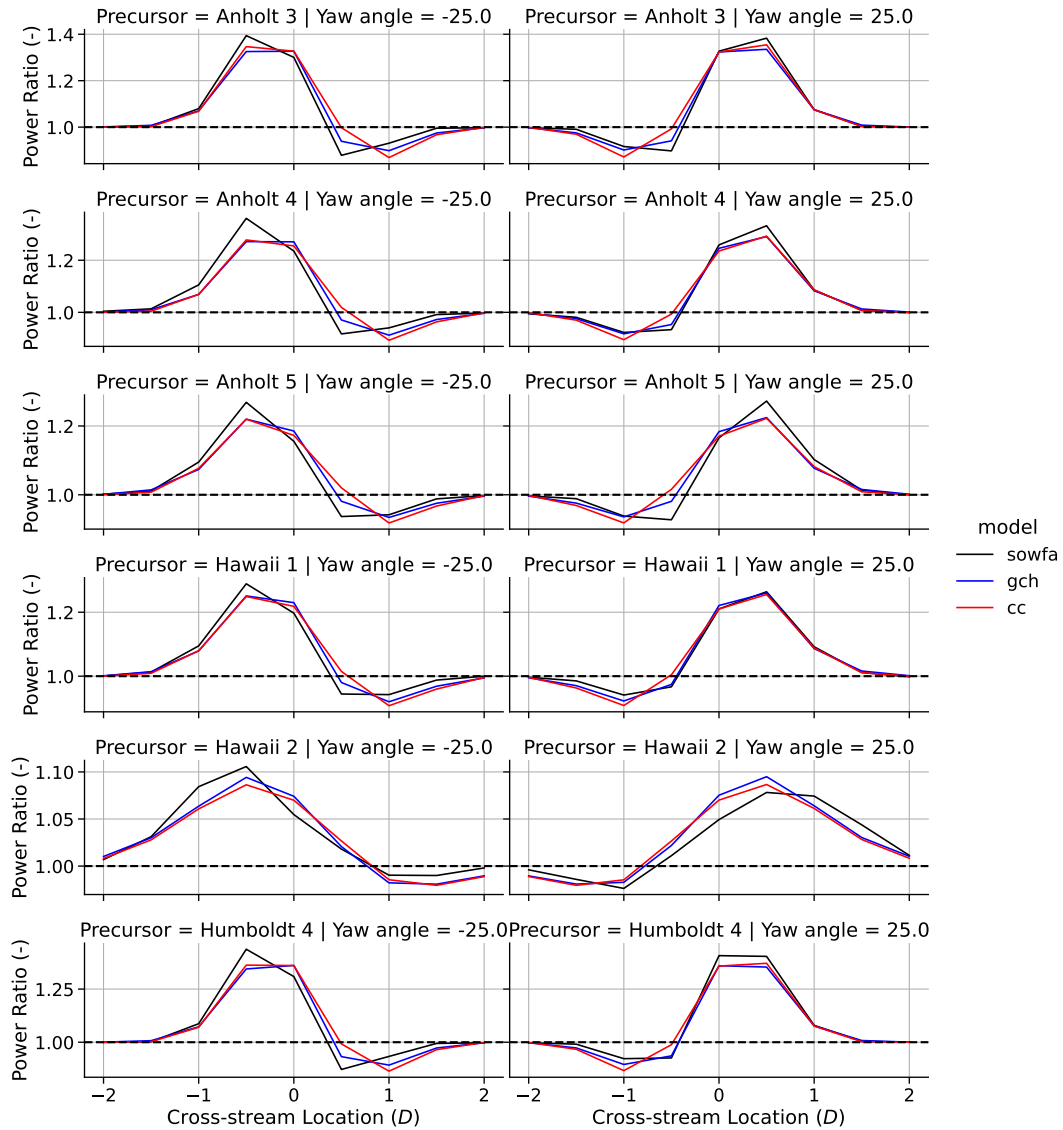 Precursor = Anholt 3 | Yaw angle = -25.0
Precursor = Anholt 3 | Yaw angle = 25.0
1.4
1.2
1.0
Power Ratio (-)
Precursor = Anholt 4 | Yaw angle = -25.0
Precursor = Anholt 4 | Yaw angle = 25.0
1.2
1.0
Power Ratio (-)
Precursor = Anholt 5 | Yaw angle = -25.0
Precursor = Anholt 5 | Yaw angle = 25.0
1.2
1.0
Power Ratio (-)
model
sowfa
gch
cc
Precursor = Hawaii 1 | Yaw angle = -25.0
Precursor = Hawaii 1 | Yaw angle = 25.0
1.2
1.0
Power Ratio (-)
Precursor = Hawaii 2 | Yaw angle = -25.0
Precursor = Hawaii 2 | Yaw angle = 25.0
1.10
1.05
1.00
Power Ratio (-)
Precursor = Humboldt 4 | Yaw angle = -25.0
Precursor = Humboldt 4 | Yaw angle = 25.0
1.25
1.00
Power Ratio (-)
−2 −1 0 1 2
−2 −1 0 1 2
Cross-stream Location (D)
Cross-stream Location (D)